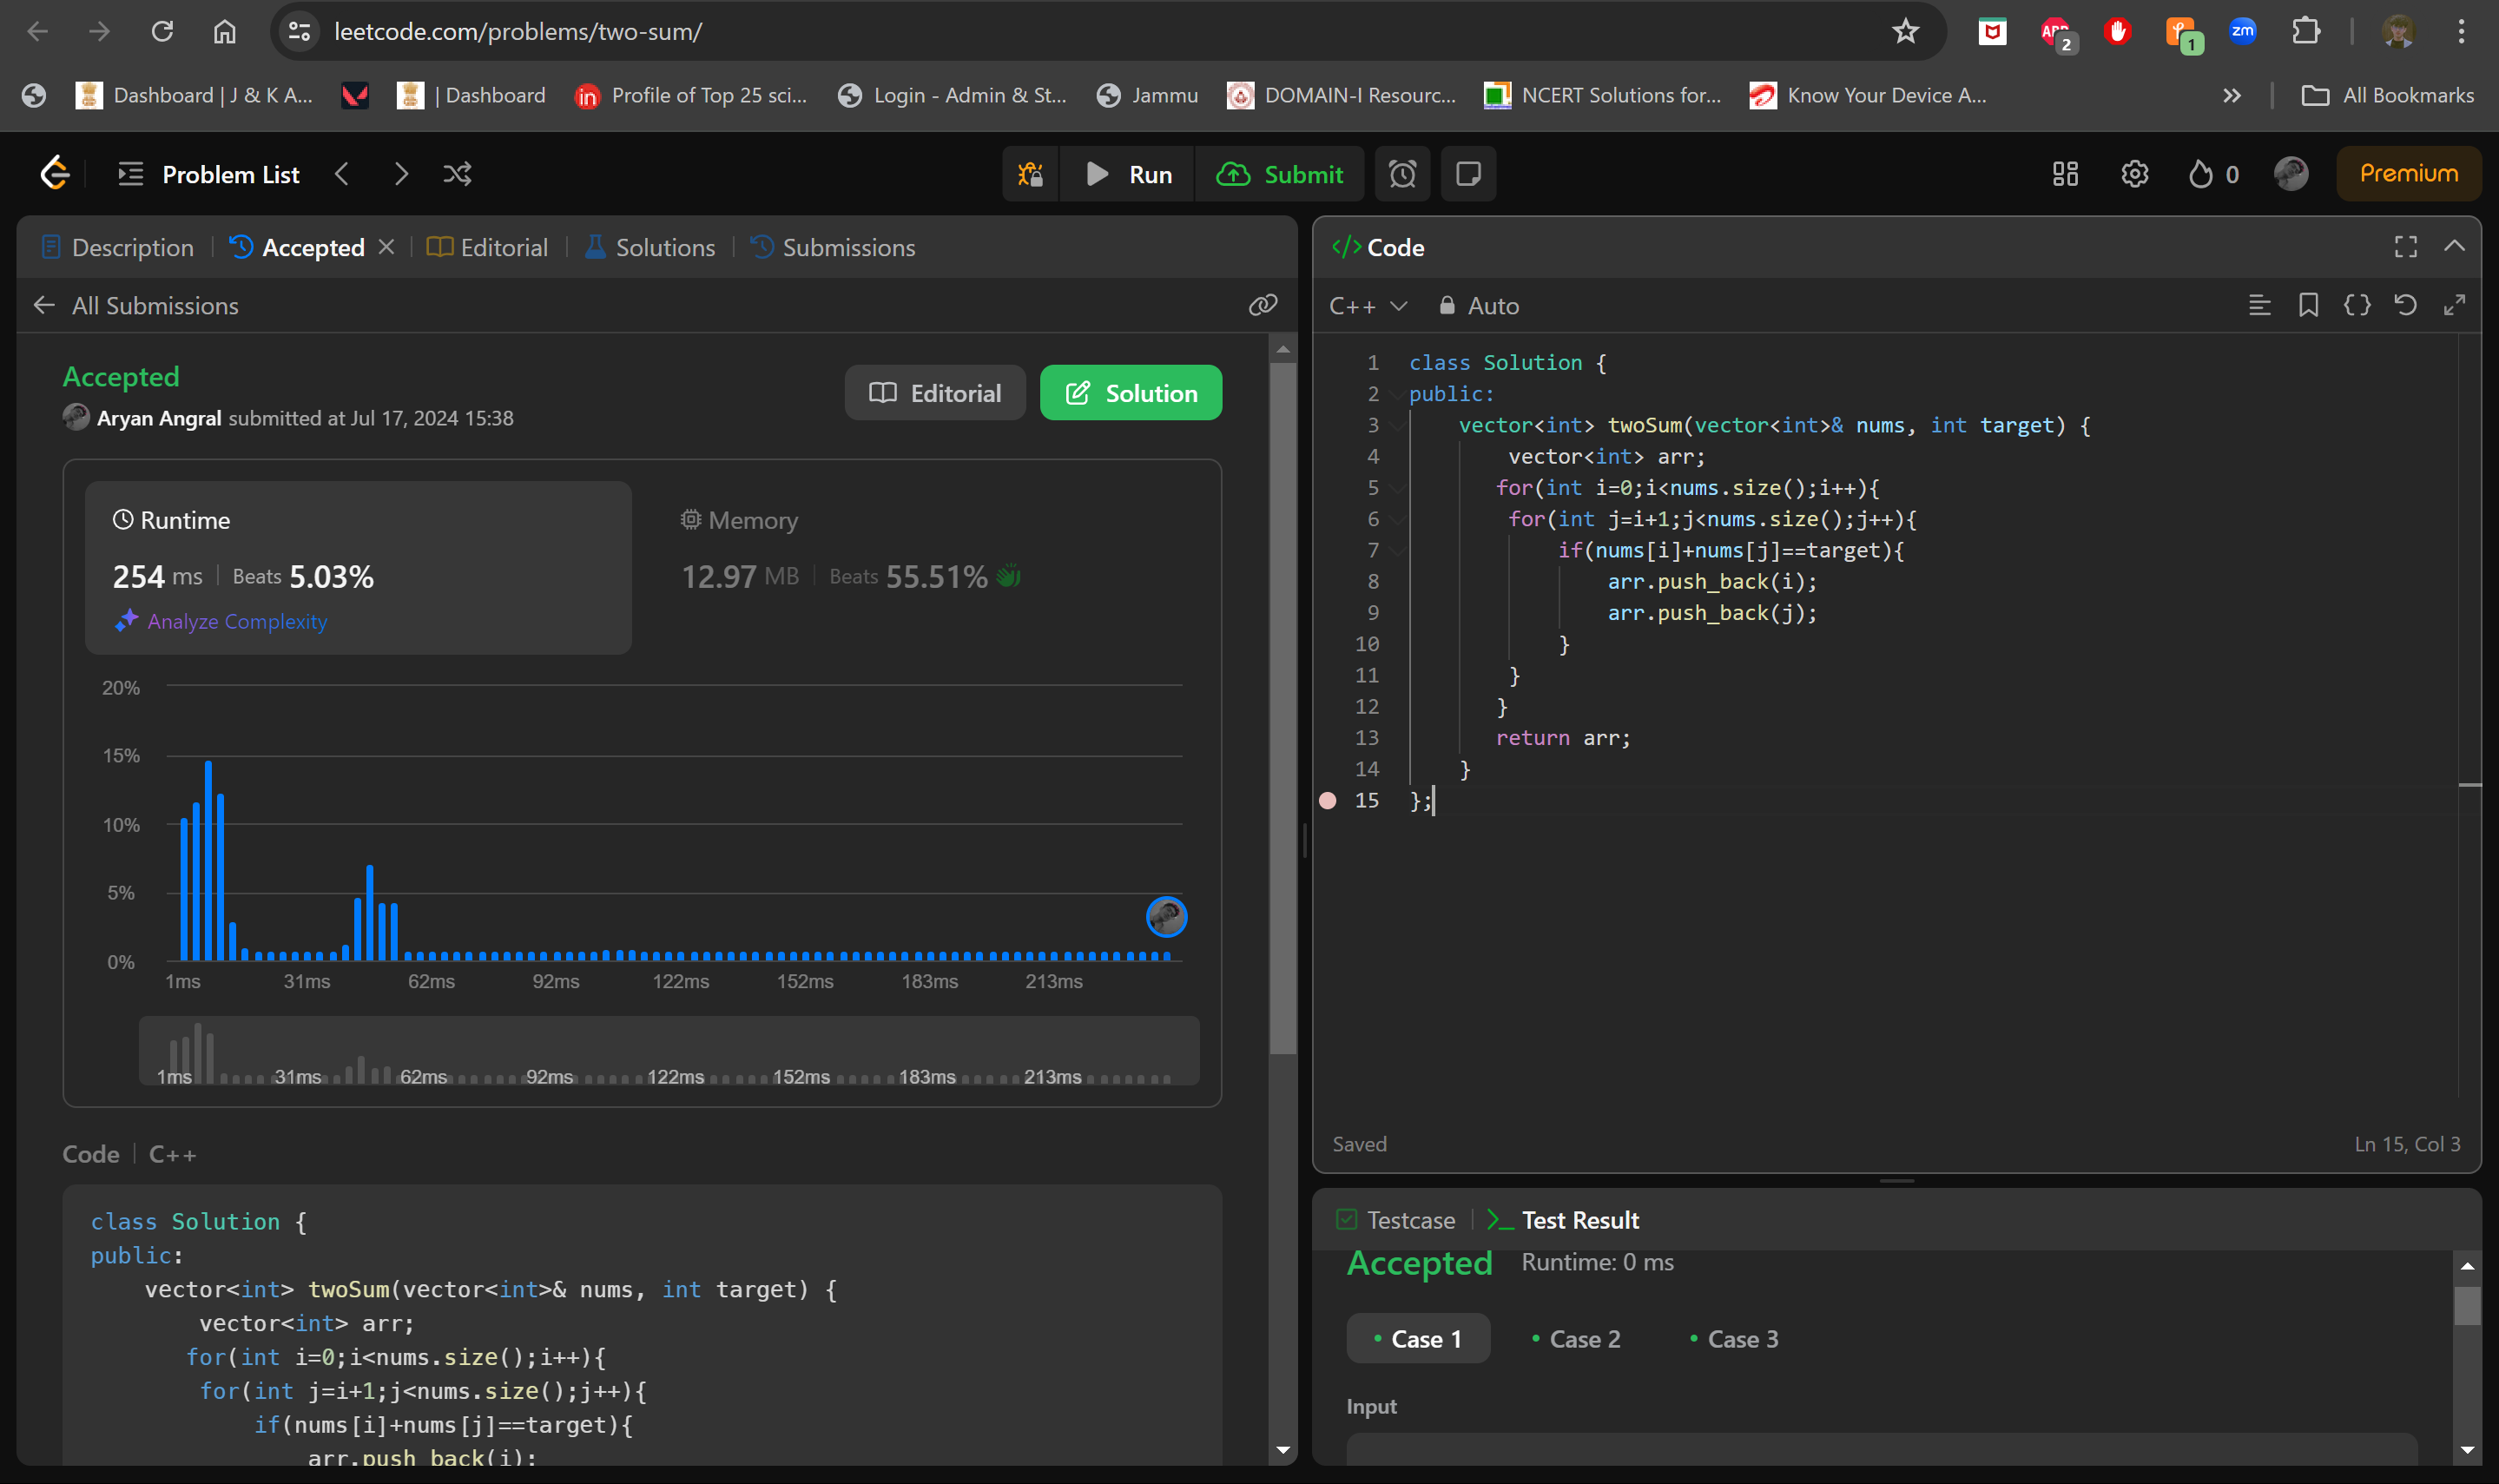 leetcode.com/problems/two-sum/
2
1
zm
Dashboard | J & K A...
| Dashboard
in
Profile of Top 25 sci...
Login - Admin & St...
Jammu
DOMAIN-I Resourc...
NCERT Solutions for...
Know Your Device A...
All Bookmarks
Problem List
Run
Submit
0
Premium
Description
Accepted
Editorial
Solutions
Submissions
All Submissions
Accepted
Aryan Angral submitted at Jul 17, 2024 15:38
Editorial
Solution
Runtime
254 ms | Beats 5.03%
Analyze Complexity
Memory
12.97 MB | Beats 55.51%
20%
15%
10%
5%
0%
1ms 31ms 62ms 92ms 122ms 152ms 183ms 213ms
1ms 31ms 62ms 92ms 122ms 152ms 183ms 213ms
Code | C++
class Solution {
public:
    vector<int> twoSum(vector<int>& nums, int target) {
        vector<int> arr;
       for(int i=0;i<nums.size();i++){
        for(int j=i+1;j<nums.size();j++){
            if(nums[i]+nums[j]==target){
                arr.push_back(i);
</> Code
C++
Auto
1 class Solution {
2 public:
3     vector<int> twoSum(vector<int>& nums, int target) {
4         vector<int> arr;
5        for(int i=0;i<nums.size();i++){
6         for(int j=i+1;j<nums.size();j++){
7             if(nums[i]+nums[j]==target){
8                 arr.push_back(i);
9                 arr.push_back(j);
10             }
11         }
12        }
13        return arr;
14     }
15 };
Saved
Ln 15, Col 3
Testcase
>_ Test Result
Accepted
Runtime: 0 ms
Case 1
Case 2
Case 3
Input